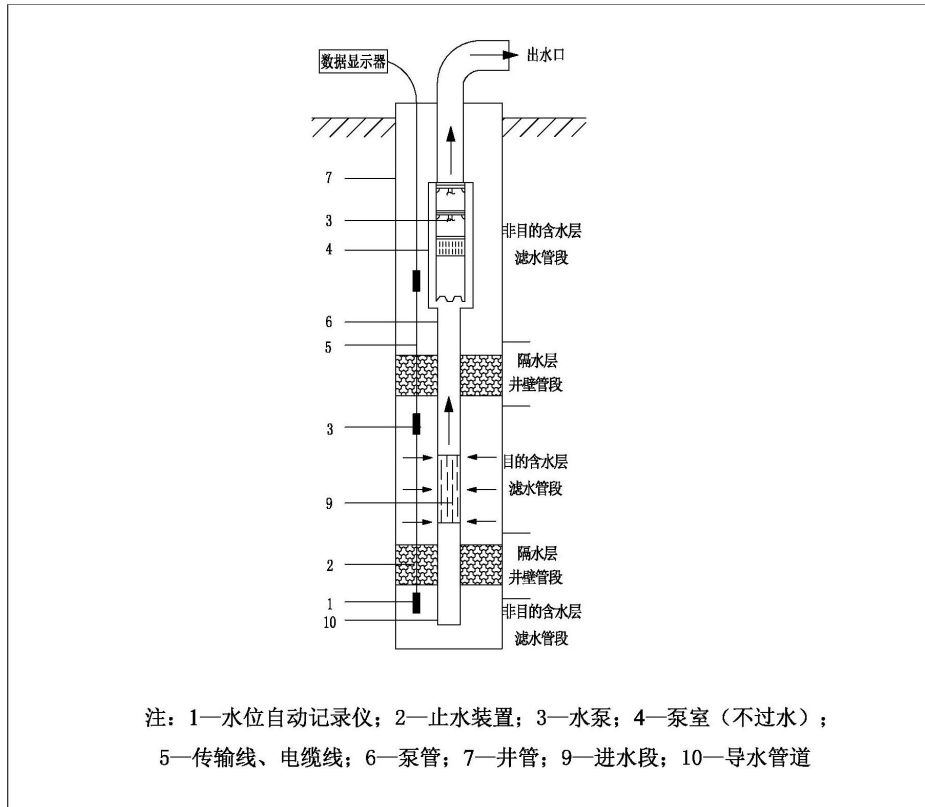 出水口
数据显示器
7
3
非目的含水层
4
滤水管段
6
5
隔水层
井壁管段
3
目的含水层
9
滤水管段
隔水层
2
井壁管段
1
非目的含水层
10
滤水管段
注：1—水位自动记录仪；2—止水装置；3—水泵；4—泵室（不过水）；
5—传输线、电缆线；6—泵管；7—井管；9—进水段；10—导水管道